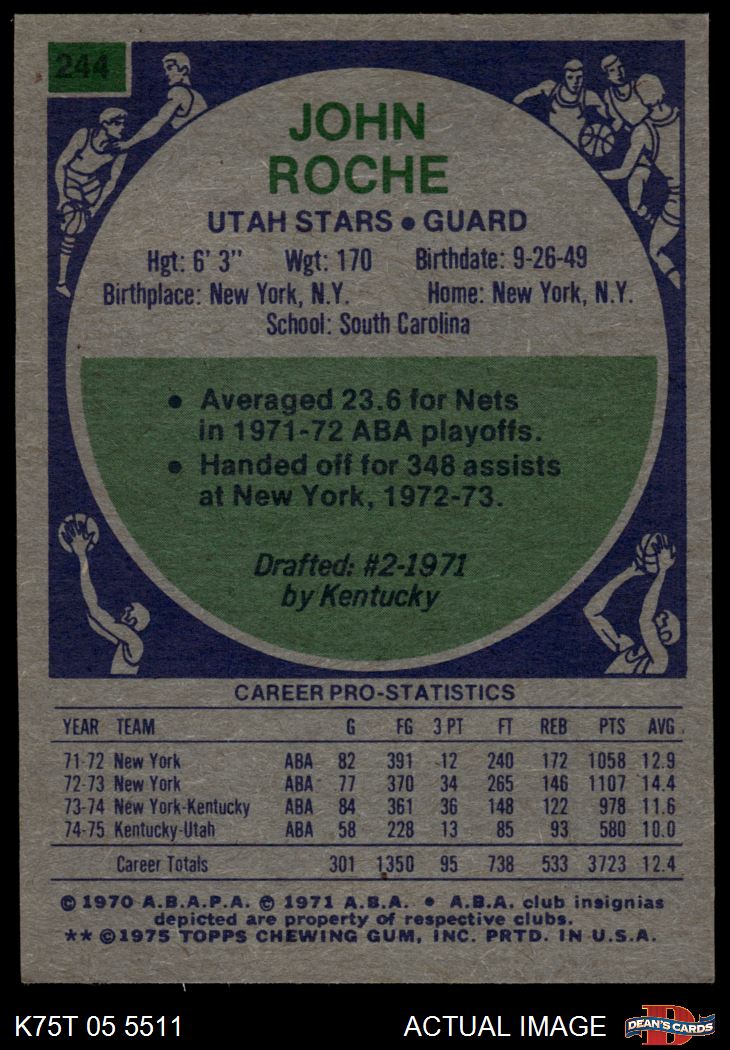 244
JOHN
ROCHE
UTAH STARS • GUARD
Hgt: 6' 3" Wgt: 170 Birthdate: 9-26-49
Birthplace: New York, N.Y. Home: New York, N.Y.
School: South Carolina
• Averaged 23.6 for Nets
in 1971-72 ABA playoffs.
• Handed off for 348 assists
at New York, 1972-73.
Drafted: #2-1971
by Kentucky
CAREER PRO-STATISTICS
YEAR TEAM G FG 3 PT FT REB PTS AVG
71-72 New York ABA 82 391 12 240 172 1058 12.9
72-73 New York ABA 77 370 34 265 146 1107 14.4
73-74 New York-Kentucky ABA 84 361 36 148 122 978 11.6
74-75 Kentucky-Utah ABA 58 228 13 85 93 580 10.0
Career Totals 301 1350 95 738 533 3723 12.4
© 1970 A.B.A.P.A. © 1971 A.B.A. • A.B.A. club insignias
depicted are property of respective clubs.
** ©1975 TOPPS CHEWING GUM, INC. PRTD. IN U.S.A.
K75T 05 5511 ACTUAL IMAGE D DEAN'S CARDS